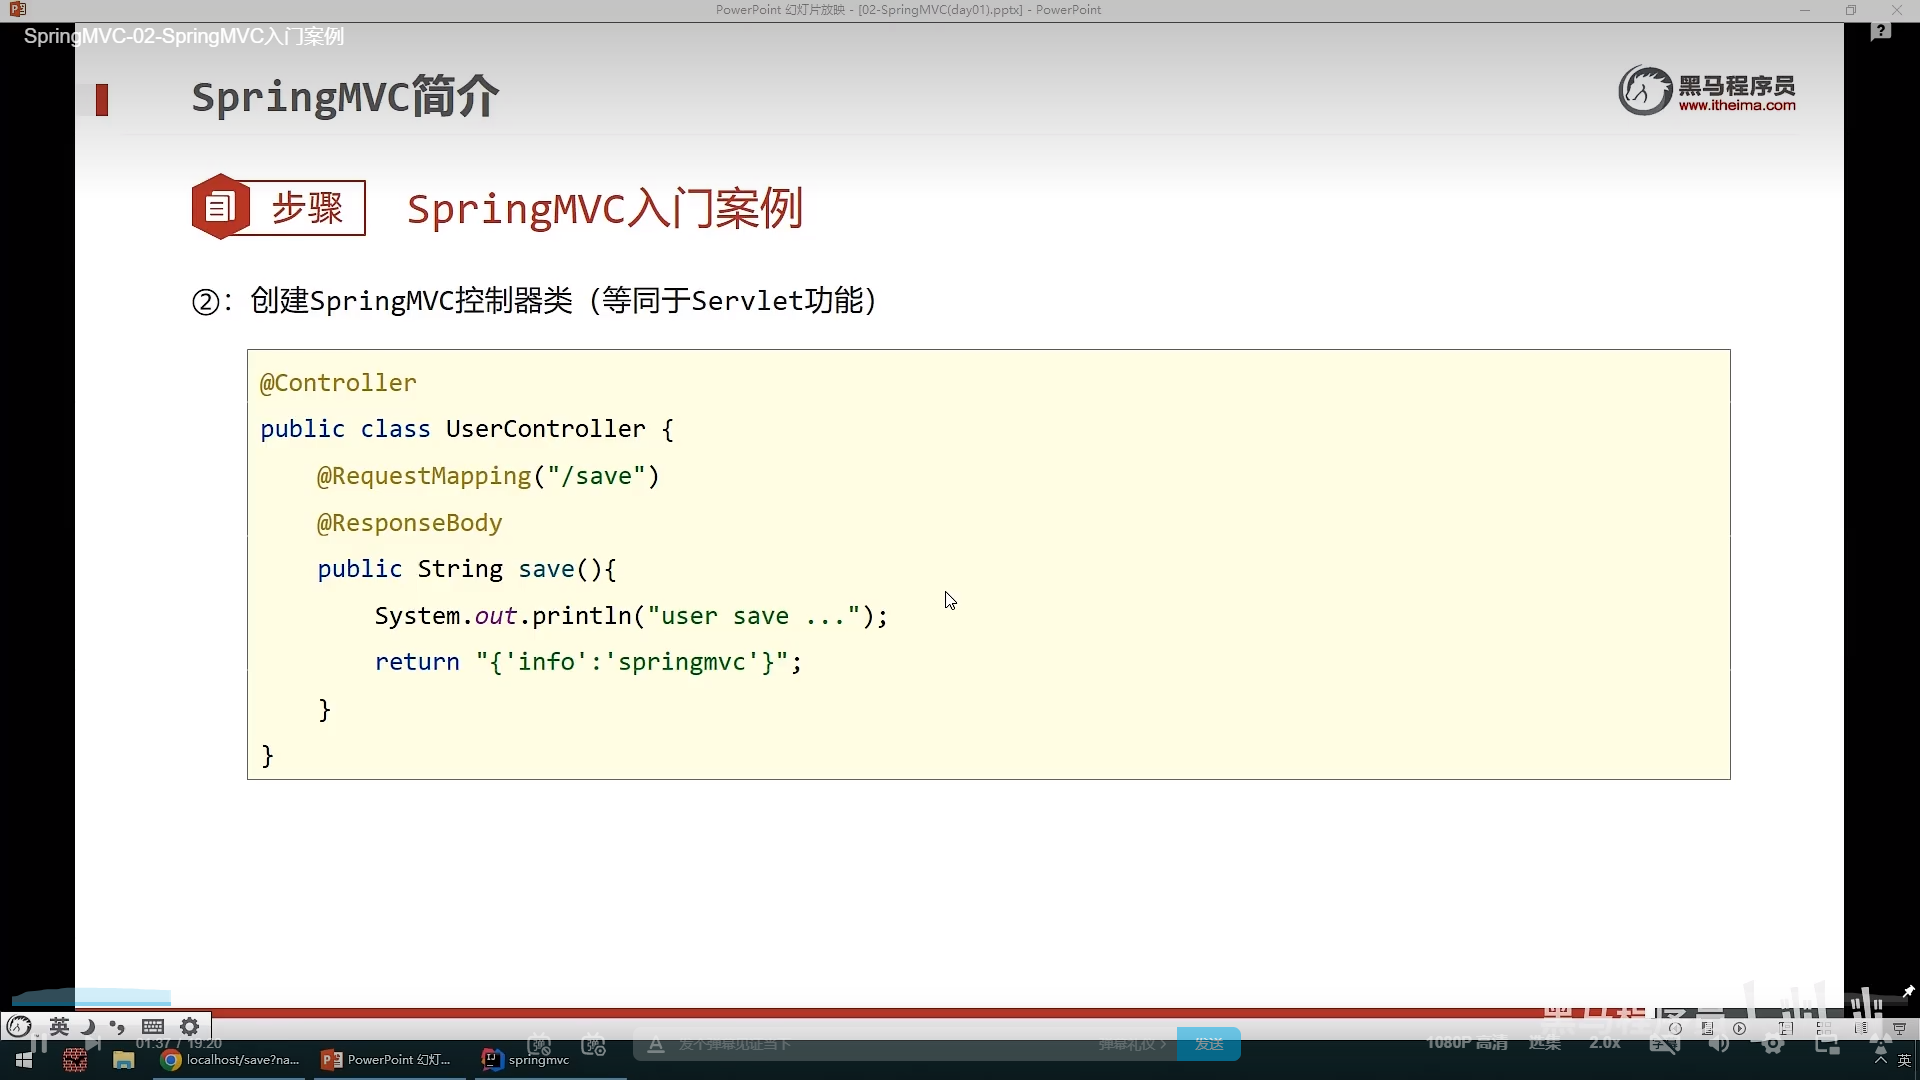 PowerPoint 幻灯片放映 - [02-SpringMVC(day01).pptx] - PowerPoint
SpringMVC-02-SpringMVC入门案例
SpringMVC简介
黑马程序员
www.itheima.com
步骤
SpringMVC入门案例
②：创建SpringMVC控制器类（等同于Servlet功能）
@Controller
public class UserController {
@RequestMapping("/save")
@ResponseBody
public String save(){
System.out.println("user save ...");
return "{'info':'springmvc'}";
}
}
英
01:37 / 19:20
发个弹幕见证当下
弹幕礼仪 >
发送
1080P 高清
选集
2.0x
localhost/save?na...
PowerPoint 幻灯...
springmvc
英